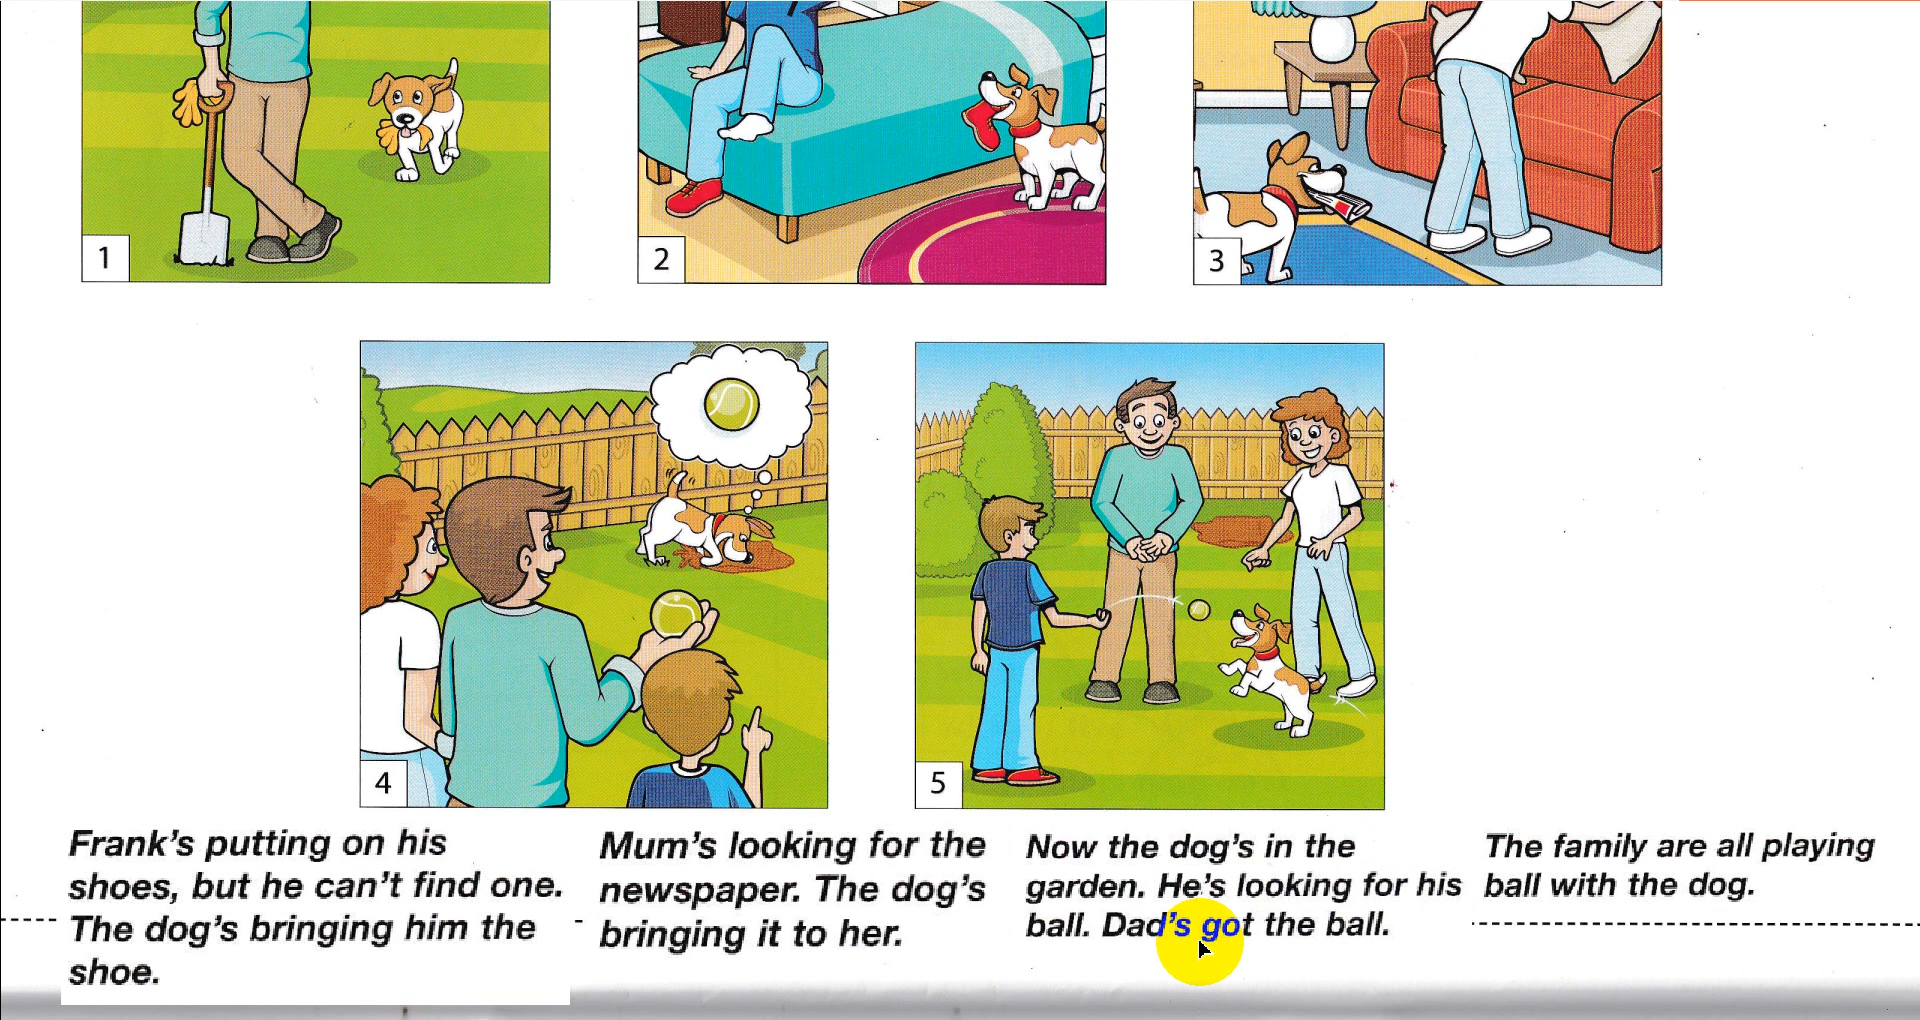 1
2
3
4
5
Frank's putting on his
shoes, but he can't find one.
The dog's bringing him the
shoe.
Mum's looking for the
newspaper. The dog's
bringing it to her.
Now the dog's in the
garden. He's looking for his
ball. Dad's got the ball.
The family are all playing
ball with the dog.